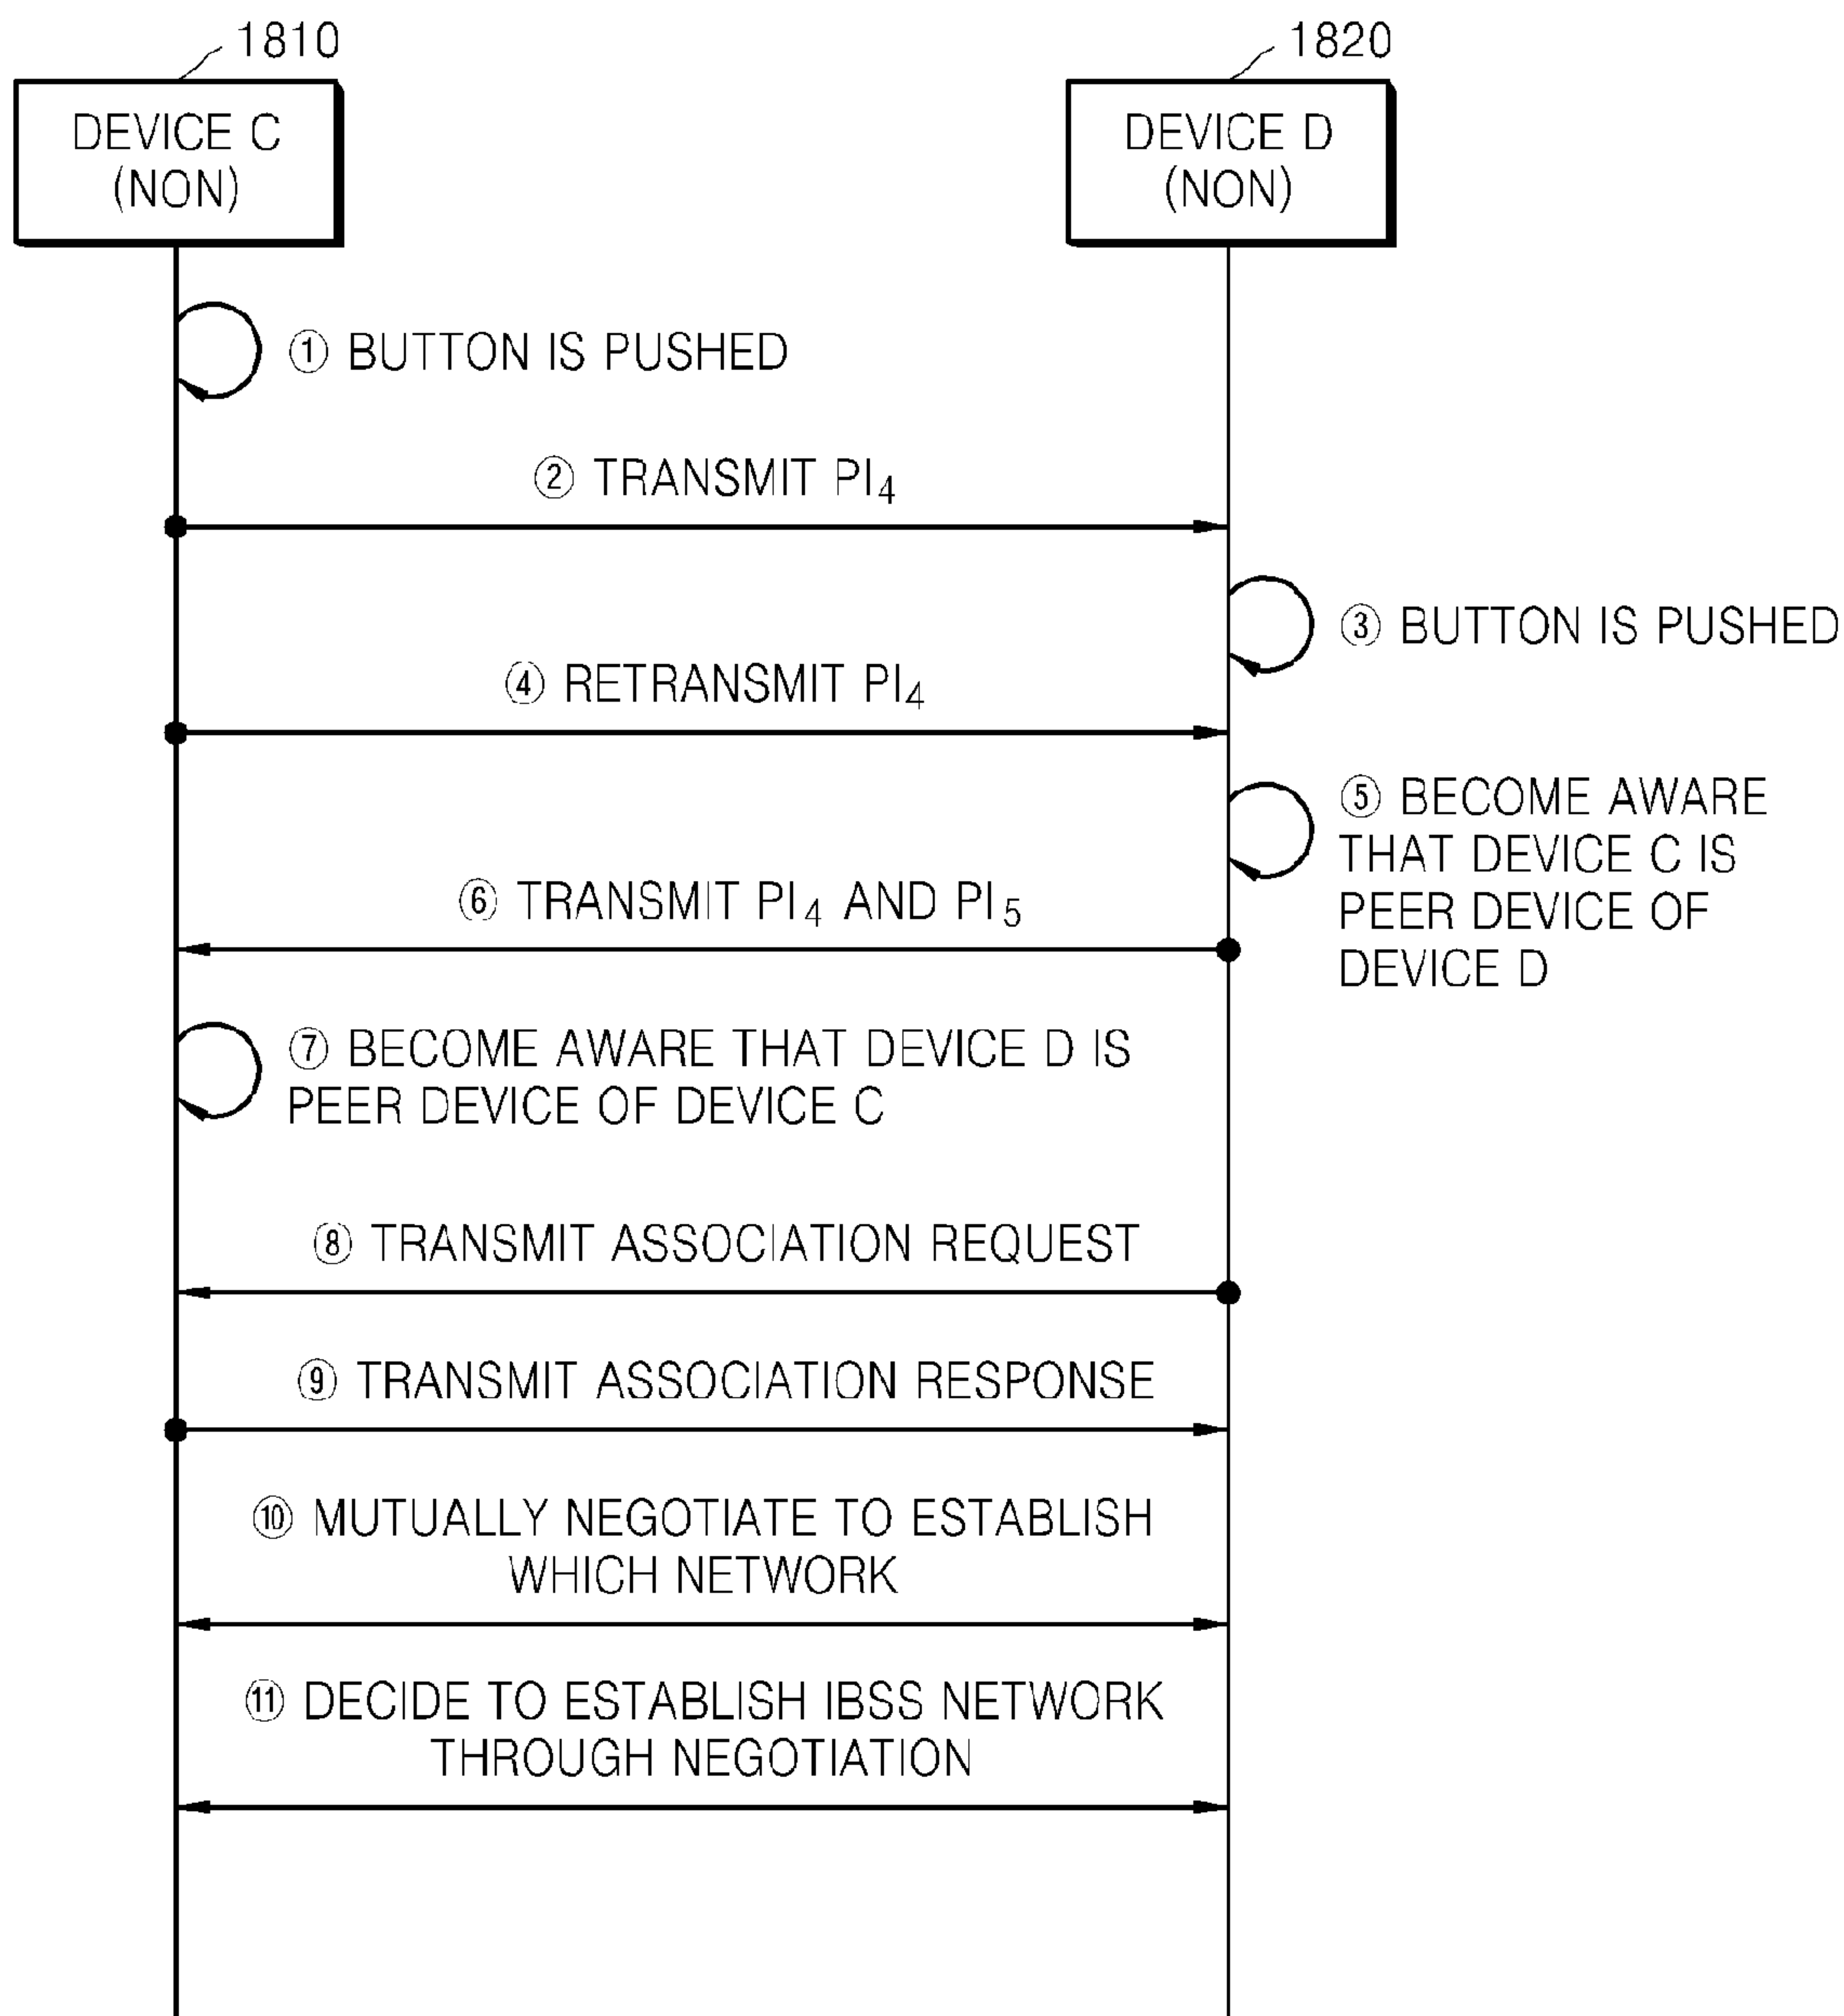 1810
1820
DEVICE C
(NON)
DEVICE D
(NON)
① BUTTON IS PUSHED
② TRANSMIT PI₄
③ BUTTON IS PUSHED
④ RETRANSMIT PI₄
⑤ BECOME AWARE
THAT DEVICE C IS
PEER DEVICE OF
DEVICE D
⑥ TRANSMIT PI₄ AND PI₅
⑦ BECOME AWARE THAT DEVICE D IS
PEER DEVICE OF DEVICE C
⑧ TRANSMIT ASSOCIATION REQUEST
⑨ TRANSMIT ASSOCIATION RESPONSE
⑩ MUTUALLY NEGOTIATE TO ESTABLISH
WHICH NETWORK
⑪ DECIDE TO ESTABLISH IBSS NETWORK
THROUGH NEGOTIATION